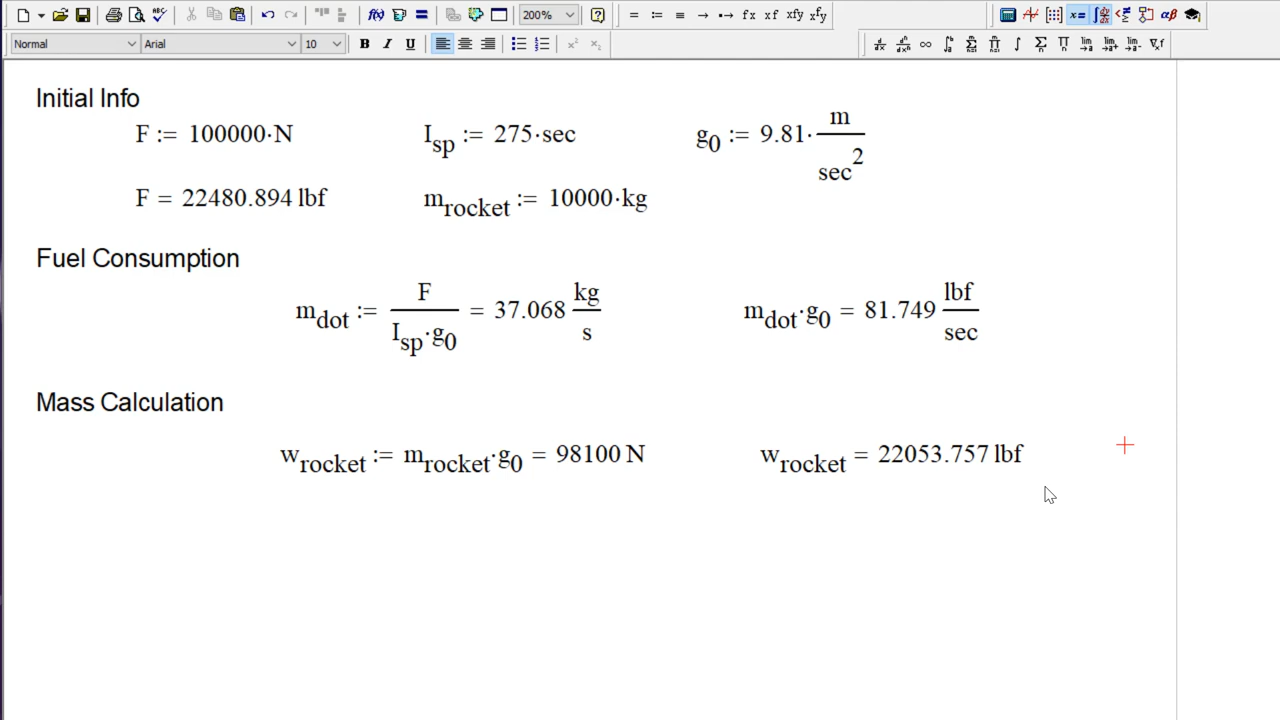 200%
Normal Arial 10 B I U
Initial Info
F := 100000·N I_sp := 275·sec g_0 := 9.81· m/sec^2
F = 22480.894 lbf m_rocket := 10000·kg
Fuel Consumption
m_dot := F/(I_sp·g_0) = 37.068 kg/s m_dot·g_0 = 81.749 lbf/sec
Mass Calculation
w_rocket := m_rocket·g_0 = 98100 N w_rocket = 22053.757 lbf